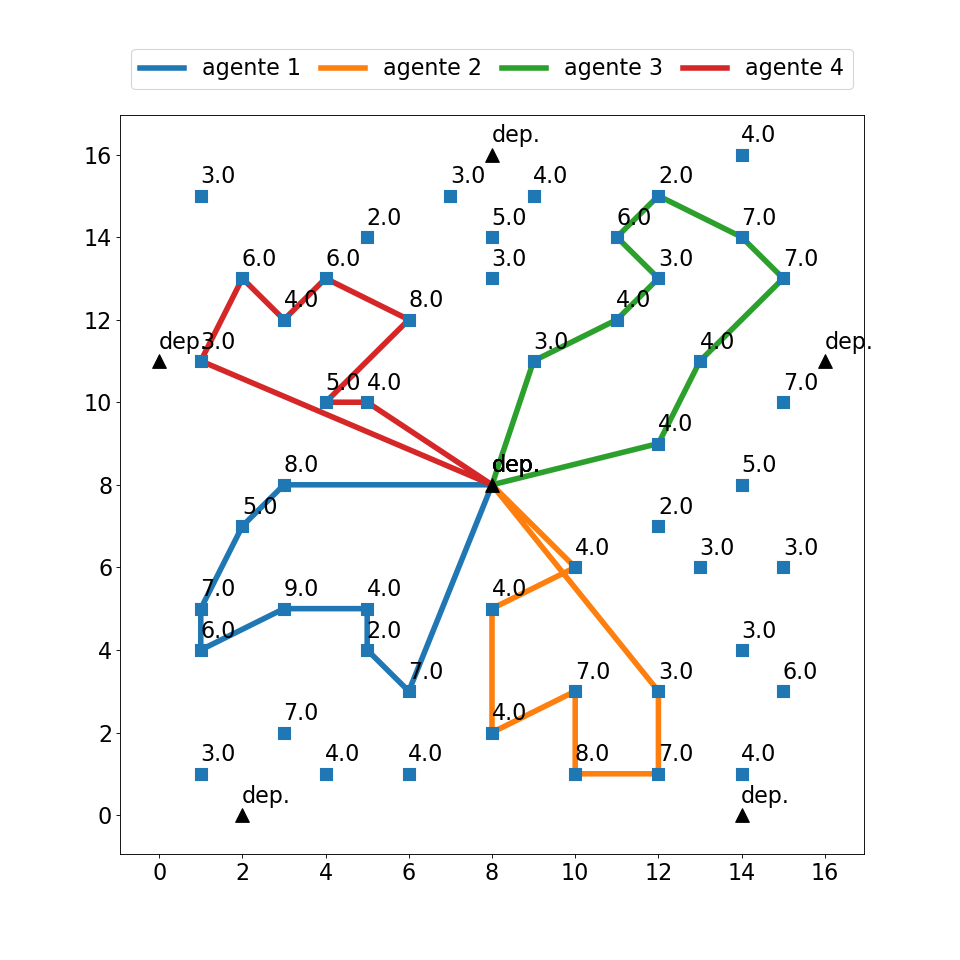 agente 1 agente 2 agente 3 agente 4
dep. 4.0
16
3.0 3.0 4.0 2.0
2.0 5.0 6.0 7.0
14
6.0 6.0 3.0 3.0 7.0
4.0 8.0 4.0
12
dep. 3.0 3.0 4.0 dep.
5.0 4.0 7.0
10
4.0
8.0 dep. 5.0
8
5.0 2.0
4.0 3.0 3.0
6
7.0 9.0 4.0 4.0
6.0 2.0 3.0
4
7.0 7.0 3.0 6.0
7.0 4.0
2
3.0 4.0 4.0 8.0 7.0 4.0
dep. dep.
0
0 2 4 6 8 10 12 14 16